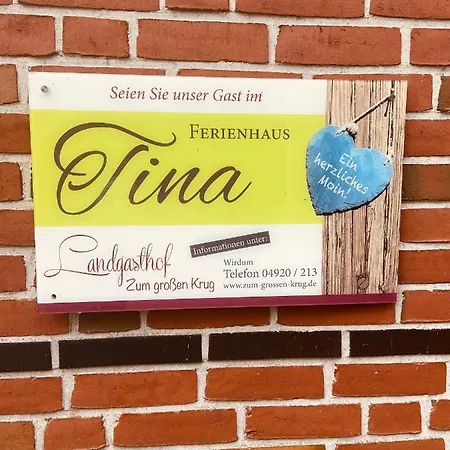 Seien Sie unser Gast im
FERIENHAUS
Tina
Ein
herzliches
Moin!
Landgasthof
Zum großen Krug
Informationen unter:
Wirdum
Telefon 04920 / 213
www.zum-grossen-krug.de